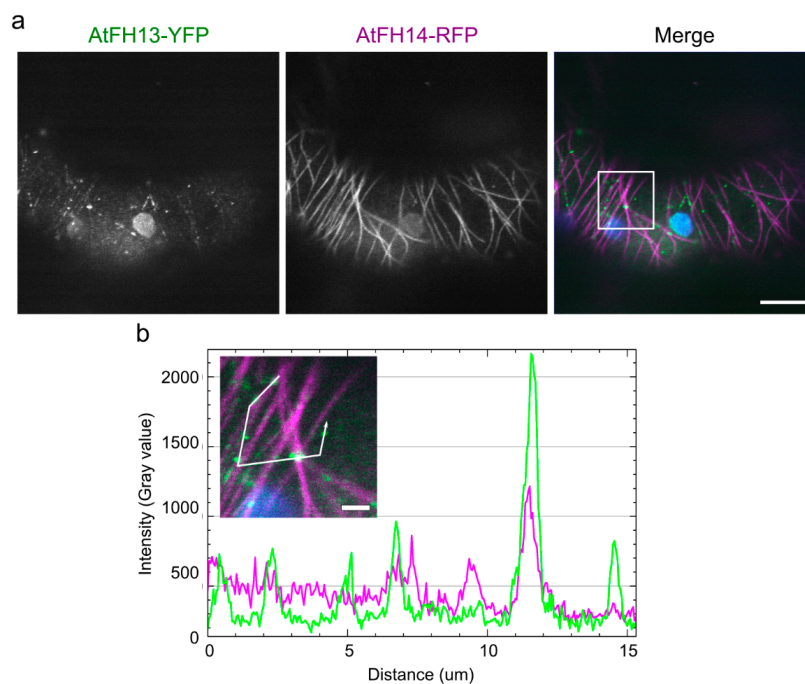 a
AtFH13-YFP AtFH14-RFP Merge
b
2000
1500
1000
500
0
Intensity (Gray value)
0 5 10 15
Distance (um)